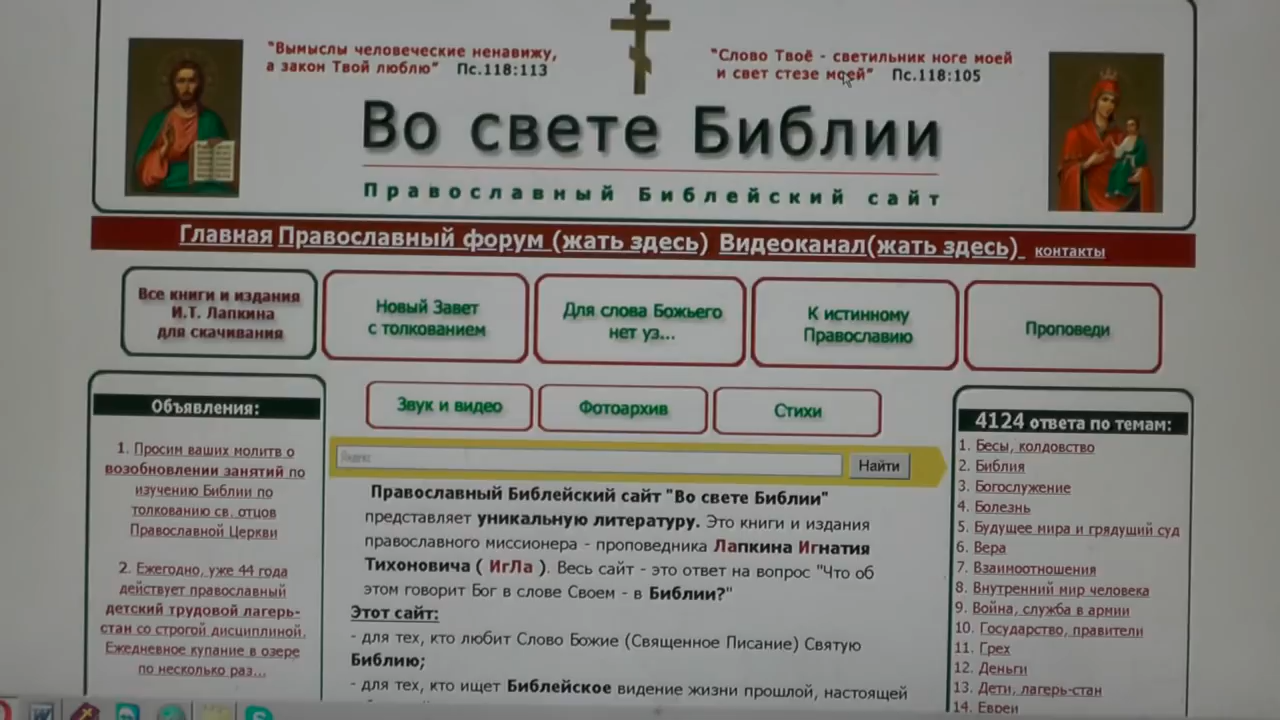 "Вымыслы человеческие ненавижу,
а закон Твой люблю" Пс.118:113
"Слово Твоё - светильник ноге моей
и свет стезе моей" Пс.118:105
Во свете Библии
Православный Библейский сайт
Главная Православный форум (жать здесь) Видеоканал(жать здесь) контакты
Все книги и издания
И.Т. Лапкина
для скачивания
Новый Завет
с толкованием
Для слова Божьего
нет уз...
К истинному
Православию
Проповеди
Объявления:
1. Просим ваших молитв о
возобновлении занятий по
изучению Библии по
толкованию св. отцов
Православной Церкви
2. Ежегодно, уже 44 года
действует православный
детский трудовой лагерь-
стан со строгой дисциплиной.
Ежедневное купание в озере
по несколько раз...
Звук и видео
Фотоархив
Стихи
Найти
Православный Библейский сайт "Во свете Библии"
представляет уникальную литературу. Это книги и издания
православного миссионера - проповедника Лапкина Игнатия
Тихоновича ( ИгЛа ). Весь сайт - это ответ на вопрос "Что об
этом говорит Бог в слове Своем - в Библии?"
Этот сайт:
- для тех, кто любит Слово Божие (Священное Писание) Святую
Библию;
- для тех, кто ищет Библейское видение жизни прошлой, настоящей
4124 ответа по темам:
1. Бесы, колдовство
2. Библия
3. Богослужение
4. Болезнь
5. Будущее мира и грядущий суд
6. Вера
7. Взаимоотношения
8. Внутренний мир человека
9. Война, служба в армии
10. Государство, правители
11. Грех
12. Деньги
13. Дети, лагерь-стан
14. Евреи